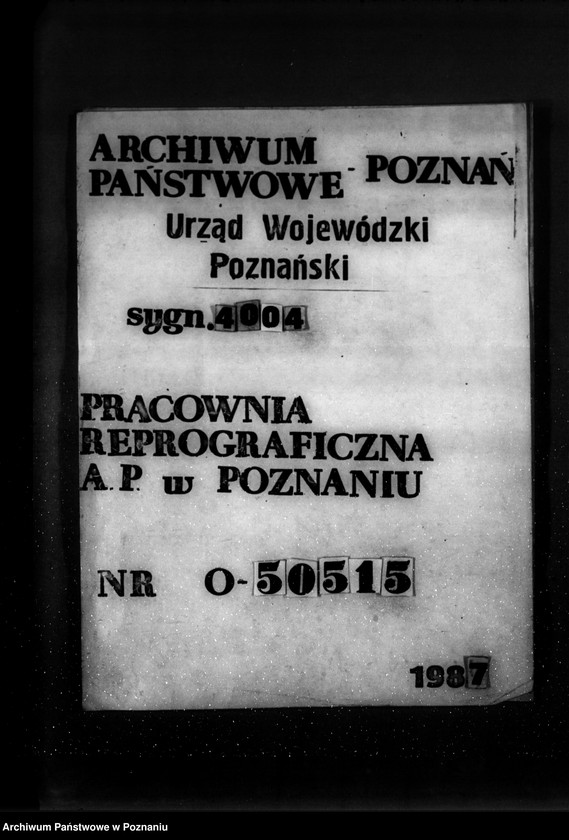 ARCHIWUM
PAŃSTWOWE - POZNAŃ
Urząd Wojewódzki
Poznański
sygn. 4004
PRACOWNIA
REPROGRAFICZNA
A. P. w POZNANIU
NR O-50515
1987
Archiwum Państwowe w Poznaniu